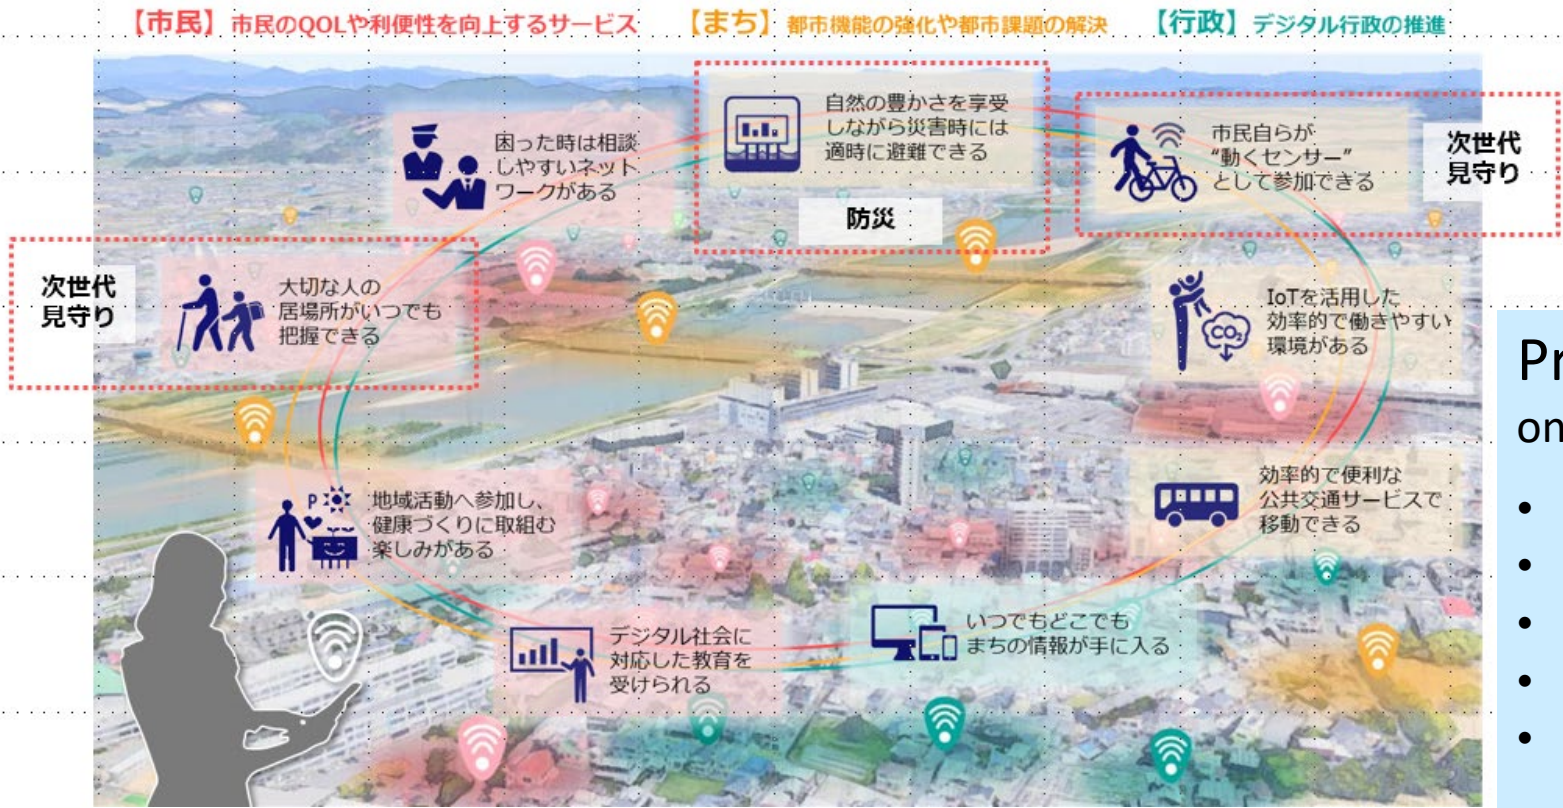 【市民】市民のQOLや利便性を向上するサービス
【まち】都市機能の強化や都市課題の解決
【行政】デジタル行政の推進
困った時は相談
しやすいネット
ワークがある
自然の豊かさを享受
しながら災害時には
適時に避難できる
防災
市民自らが
“動くセンサー”
として参加できる
次世代
見守り
次世代
見守り
大切な人の
居場所がいつでも
把握できる
IoTを活用した
効率的で働きやすい
環境がある
CO₂
効率的で便利な
公共交通サービスで
移動できる
P
地域活動へ参加し、
健康づくりに取組む
楽しみがある
デジタル社会に
対応した教育を
受けられる
いつでもどこでも
まちの情報が手に入る